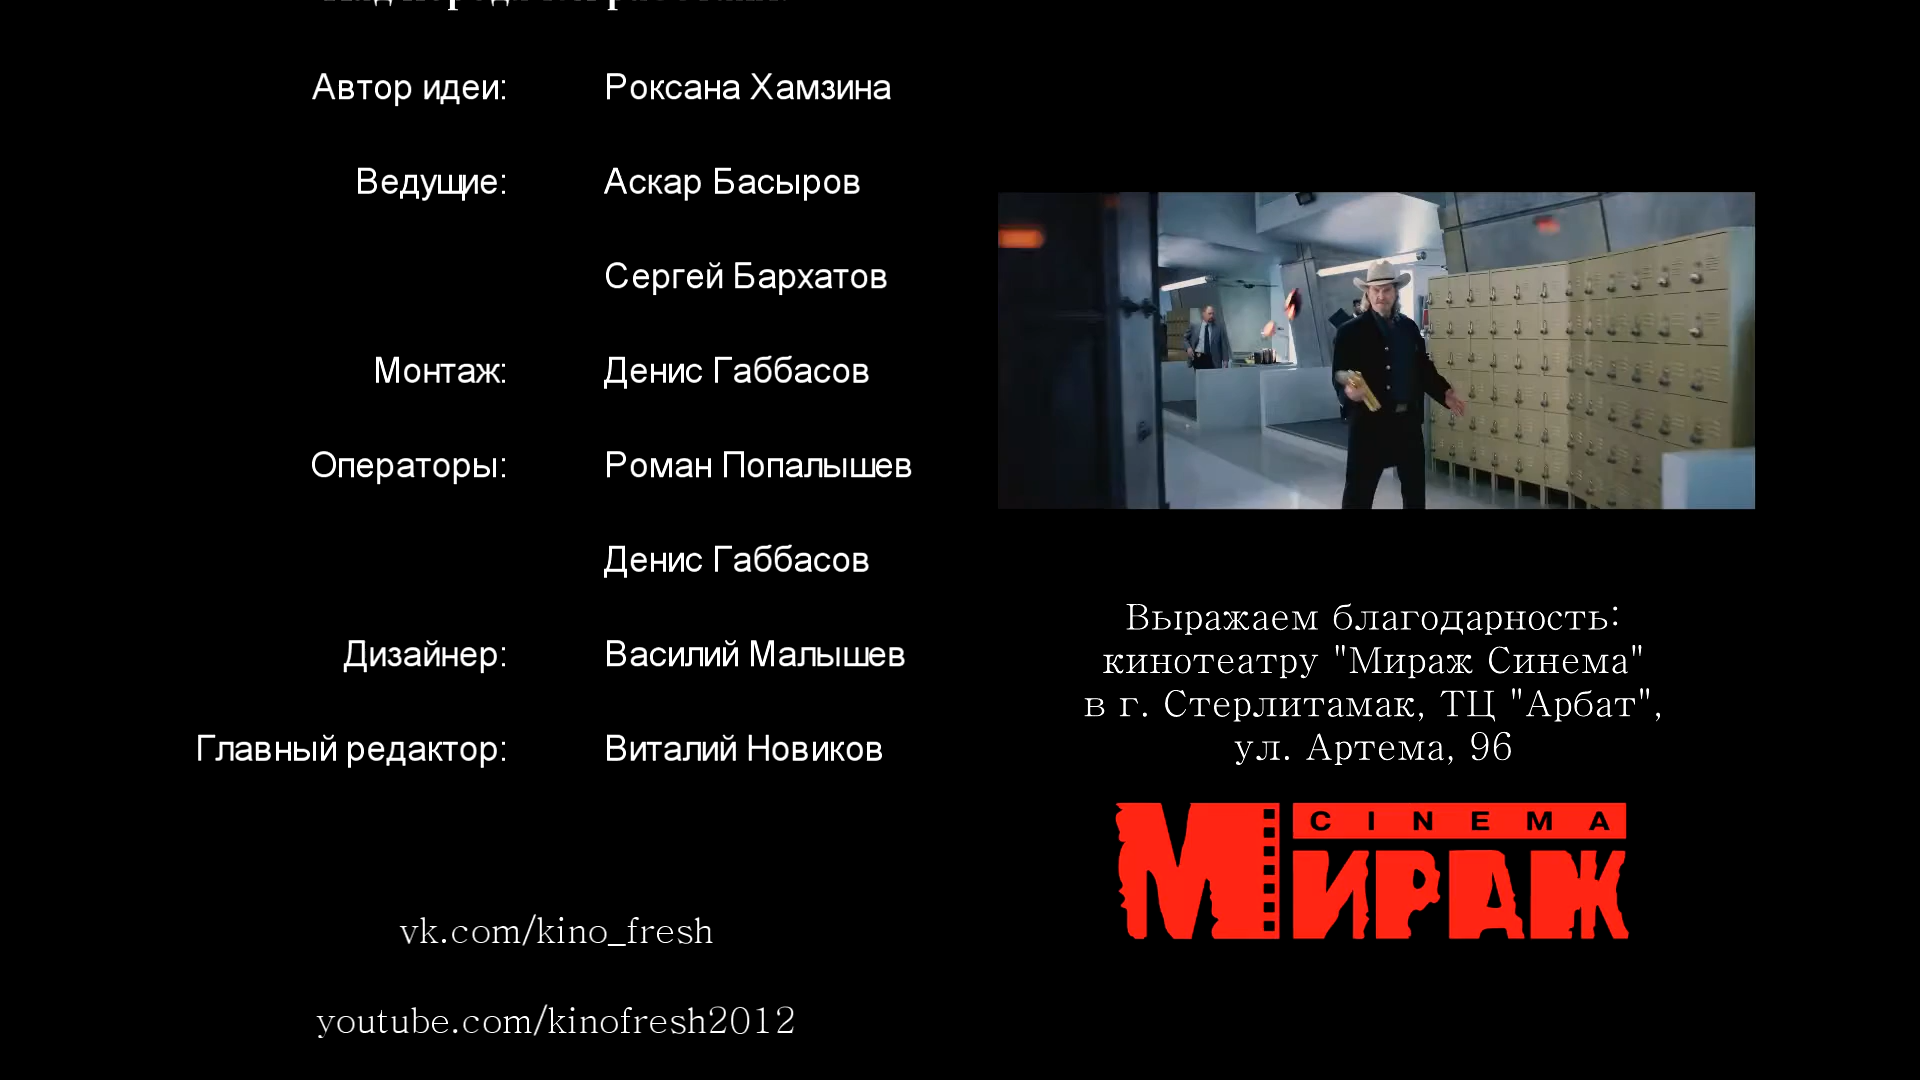 Автор идеи: Роксана Хамзина
Ведущие: Аскар Басыров
Сергей Бархатов
Монтаж: Денис Габбасов
Операторы: Роман Попалышев
Денис Габбасов
Дизайнер: Василий Малышев
Главный редактор: Виталий Новиков
vk.com/kino_fresh
youtube.com/kinofresh2012
Выражаем благодарность:
кинотеатру "Мираж Синема"
в г. Стерлитамак, ТЦ "Арбат",
ул. Артема, 96
CINEMA
Мираж